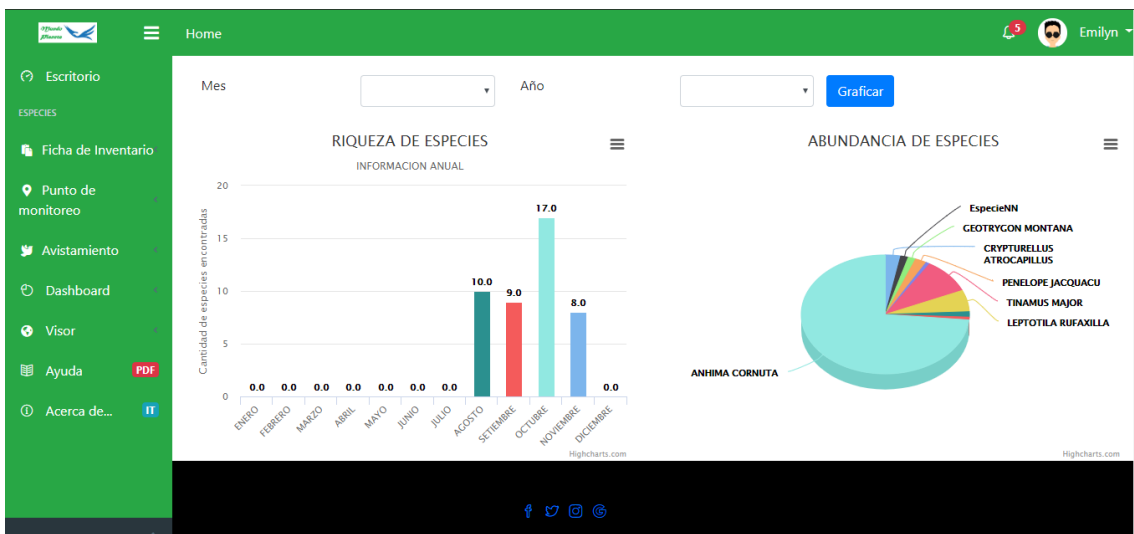 Mundo
Home
5
Emilyn
Escritorio
ESPECIES
Ficha de Inventario
Punto de
monitoreo
Avistamiento
Dashboard
Visor
Ayuda
PDF
Acerca de...
IT
Mes
Año
Graficar
RIQUEZA DE ESPECIES
INFORMACION ANUAL
Cantidad de especies encontradas
20
15
10
5
0
0.0
0.0
0.0
0.0
0.0
0.0
0.0
10.0
9.0
17.0
8.0
0.0
ENERO
FEBRERO
MARZO
ABRIL
MAYO
JUNIO
JULIO
AGOSTO
SETIEMBRE
OCTUBRE
NOVIEMBRE
DICIEMBRE
Highcharts.com
ABUNDANCIA DE ESPECIES
EspecieNN
GEOTRYGON MONTANA
CRYPTURELLUS
ATROCAPILLUS
PENELOPE JACQUACU
TINAMUS MAJOR
LEPTOTILA RUFAXILLA
ANHIMA CORNUTA
Highcharts.com